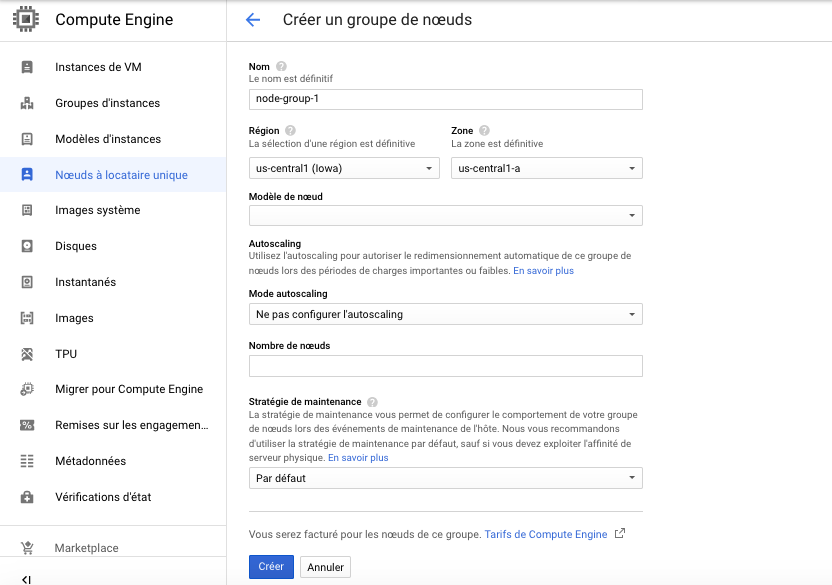 Compute Engine
Instances de VM
Groupes d'instances
Modèles d'instances
Nœuds à locataire unique
Images système
Disques
Instantanés
Images
TPU
Migrer pour Compute Engine
Remises sur les engagemen...
Métadonnées
Vérifications d'état
Marketplace
Créer un groupe de nœuds
Nom
Le nom est définitif
node-group-1
Région Zone
La sélection d'une région est définitive La zone est définitive
us-central1 (Iowa) us-central1-a
Modèle de nœud
Autoscaling
Utilisez l'autoscaling pour autoriser le redimensionnement automatique de ce groupe de
nœuds lors des périodes de charges importantes ou faibles. En savoir plus
Mode autoscaling
Ne pas configurer l'autoscaling
Nombre de nœuds
Stratégie de maintenance
La stratégie de maintenance vous permet de configurer le comportement de votre groupe
de nœuds lors des événements de maintenance de l'hôte. Nous vous recommandons
d'utiliser la stratégie de maintenance par défaut, sauf si vous devez exploiter l'affinité de
serveur physique. En savoir plus
Par défaut
Vous serez facturé pour les nœuds de ce groupe. Tarifs de Compute Engine
Créer Annuler